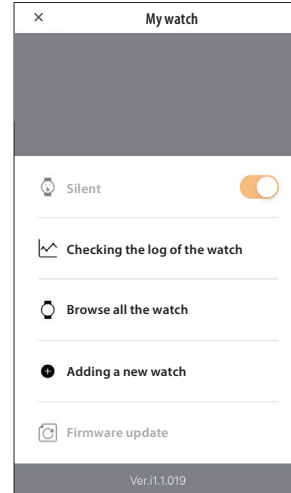 My watch
Silent
Checking the log of the watch
Browse all the watch
Adding a new watch
Firmware update
Ver.i1.1.019